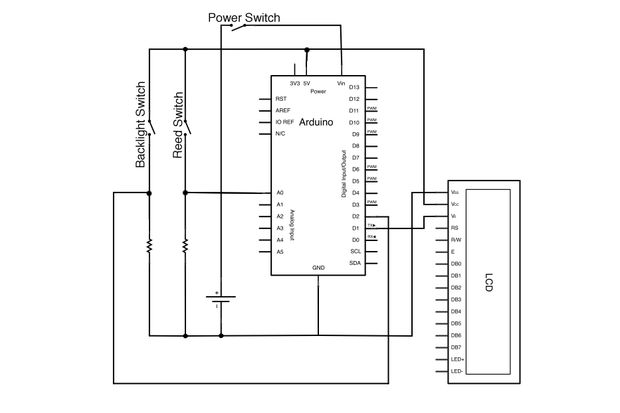 Power Switch
Backlight Switch
Reed Switch
3V3 5V Vin
Power
Arduino
RST
AREF
IO REF
N/C
A0
A1
A2
A3
A4
A5
Analog Input
Digital Input/Output
D13
D12
D11 PWM
D10 PWM
D9 PWM
D8
D7
D6 PWM
D5 PWM
D4
D3 PWM
D2
D1 TX
D0 RX
SCL
SDA
GND
+
Vss
Vcc
Vi
RS
R/W
E
DB0
DB1
DB2
DB3
DB4
DB5
DB6
DB7
LED+
LED-
LCD